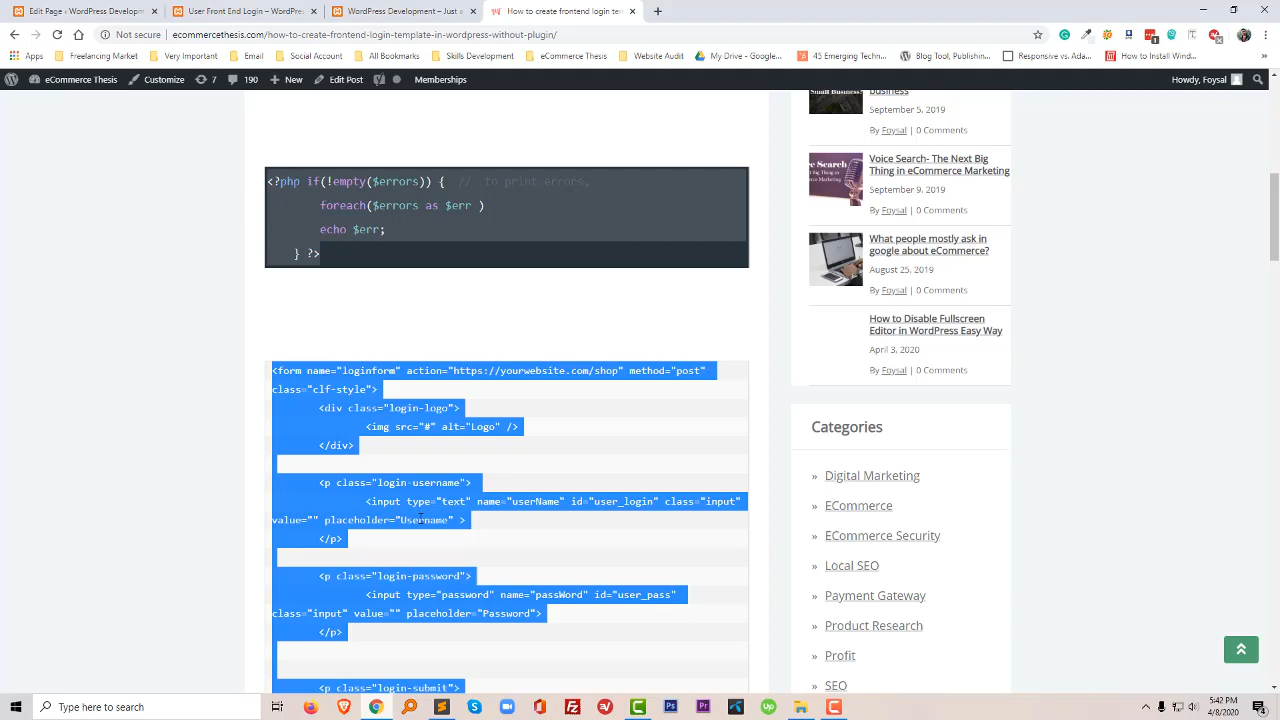 Edit Page ‹ WordPress Developm
User Front End Login ‹ WordPress
WordPress Development – Just a
How to create frontend login tem
Not secure | ecommercethesis.com/how-to-create-frontend-login-template-in-wordpress-without-plugin/
Apps Freelancing Market Very Important Email All Bookmarks Skills Development Craftsmen Website Audit My Drive - Google... 45 Emerging Techn... Blog Tool, Publishin... Responsive vs. Ada... How to Install Wind... »
eCommerce Thesis Customize 7 190 New Edit Post Memberships Howdy, Foysal
<?php if(!empty($errors)) { // to print errors,
foreach($errors as $err )
echo $err;
} ?>
<form name="loginform" action="https://yourwebsite.com/shop" method="post"
class="clf-style">
<div class="login-logo">
<img src="#" alt="Logo" />
</div>
<p class="login-username">
<input type="text" name="userName" id="user_login" class="input"
value="" placeholder="Username" >
</p>
<p class="login-password">
<input type="password" name="passWord" id="user_pass"
class="input" value="" placeholder="Password">
</p>
<p class="login-submit">
Small Business?
business
September 5, 2019
By Foysal | 0 Comments
Voice Search- The Next Big
Thing in eCommerce Marketing
September 9, 2019
By Foysal | 0 Comments
What people mostly ask in
google about eCommerce?
August 25, 2019
By Foysal | 0 Comments
How to Disable Fullscreen
Editor in WordPress Easy Way
April 3, 2020
By Foysal | 0 Comments
Categories
» Digital Marketing
» ECommerce
» ECommerce Security
» Local SEO
» Payment Gateway
» Product Research
» Profit
» SEO
Type here to search
5:42 PM
4/8/2020